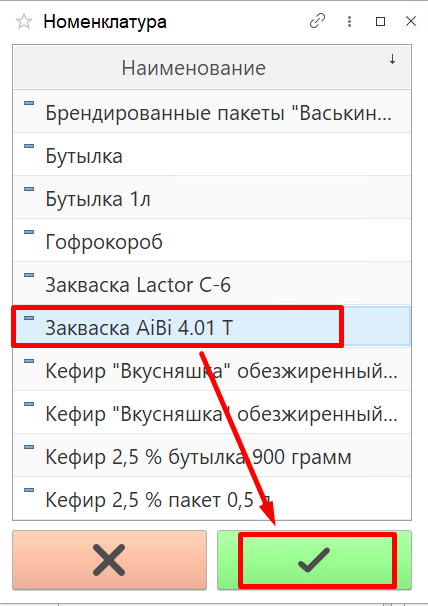 Номенклатура
Наименование
Брендированные пакеты "Васькин...
Бутылка
Бутылка 1л
Гофрокороб
Закваска Lactor C-6
Закваска AiBi 4.01 T
Кефир "Вкусняшка" обезжиренный...
Кефир "Вкусняшка" обезжиренный...
Кефир 2,5 % бутылка 900 грамм
Кефир 2,5 % пакет 0,5 л